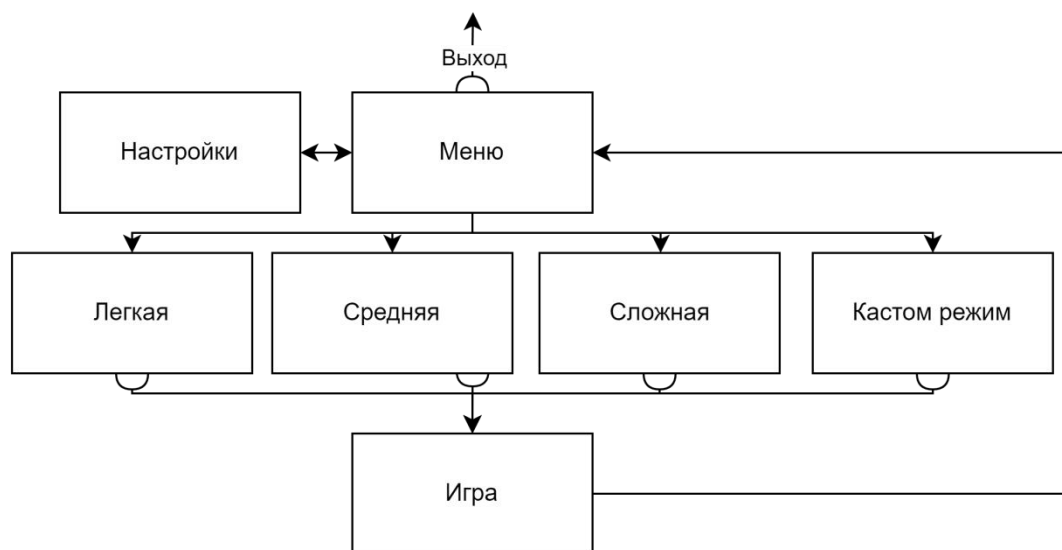 Выход
Настройки
Меню
Легкая
Средняя
Сложная
Кастом режим
Игра